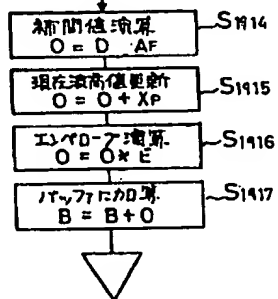 補間値演算
O = D AF
S1914
現在波高値更新
O = O + XP
S1915
エンベロープ演算
O = O * E
S1916
バッファに加算
B = B + O
S1917